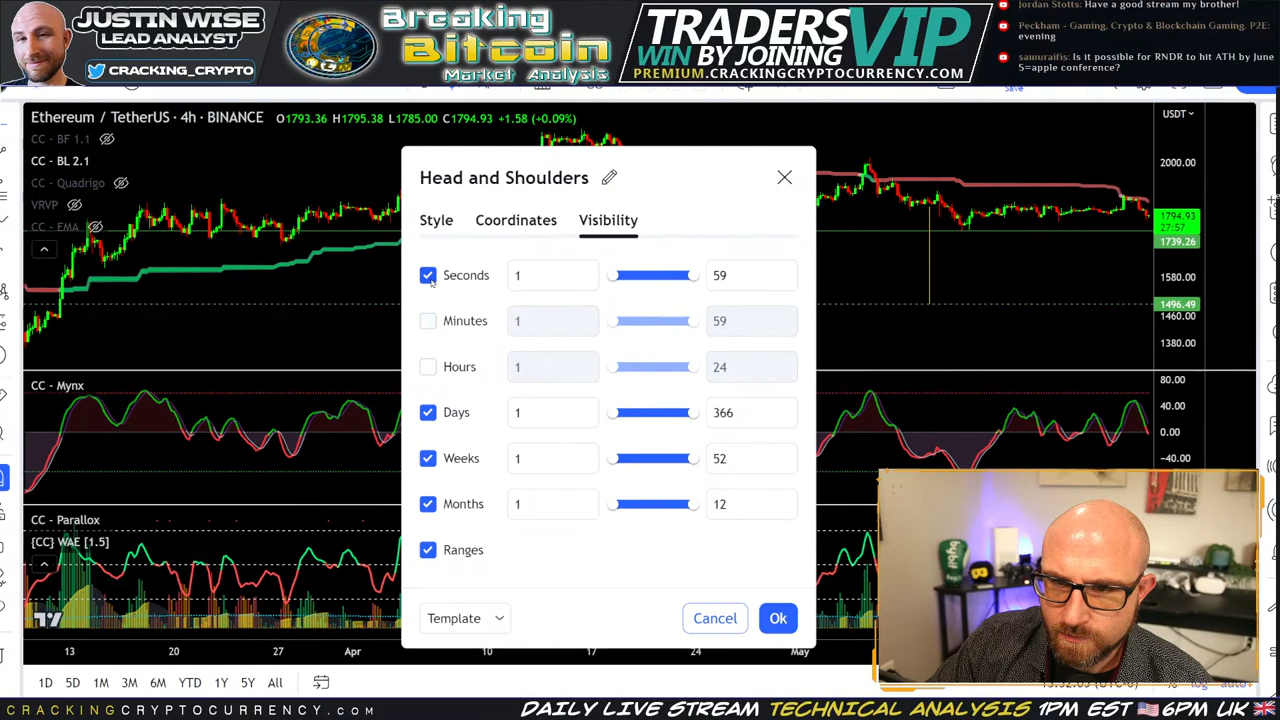 JUSTIN WISE
LEAD ANALYST
CRACKING_CRYPTO
Breaking
Bitcoin
Market Analysis
TRADERS VIP
WIN BY JOINING
PREMIUM.CRACKINGCRYPTOCURRENCY.COM
Jordan Stotts: Have a good stream my brother!
Peckham - Gaming, Crypto & Blockchain Gaming. P2E:
evening
samuraifis: Is it possible for RNDR to hit ATH by June
5=apple conference?
Save
Ethereum / TetherUS · 4h · BINANCE O1793.36 H1795.38 L1785.00 C1794.93 +1.58 (+0.09%)
USDT
CC - BF 1.1
CC - BL 2.1
CC - Quadrigo
VRVP
CC - EMA
2000.00
1794.93
27:57
1739.26
1580.00
1496.49
1460.00
1380.00
Head and Shoulders
Style Coordinates Visibility
Seconds 1 59
Minutes 1 59
Hours 1 24
Days 1 366
Weeks 1 52
Months 1 12
Ranges
Template Cancel Ok
CC - Mynx
80.00
40.00
0.00
-40.00
CC - Parallox
{CC} WAE [1.5]
13 20 27 Apr 10 17 24 May
1D 5D 1M 3M 6M YTD 1Y 5Y All
% log auto
bybit
CRACKINGCRYPTOCURRENCY.COM
DAILY LIVE STREAM TECHNICAL ANALYSIS 1PM EST 6PM UK